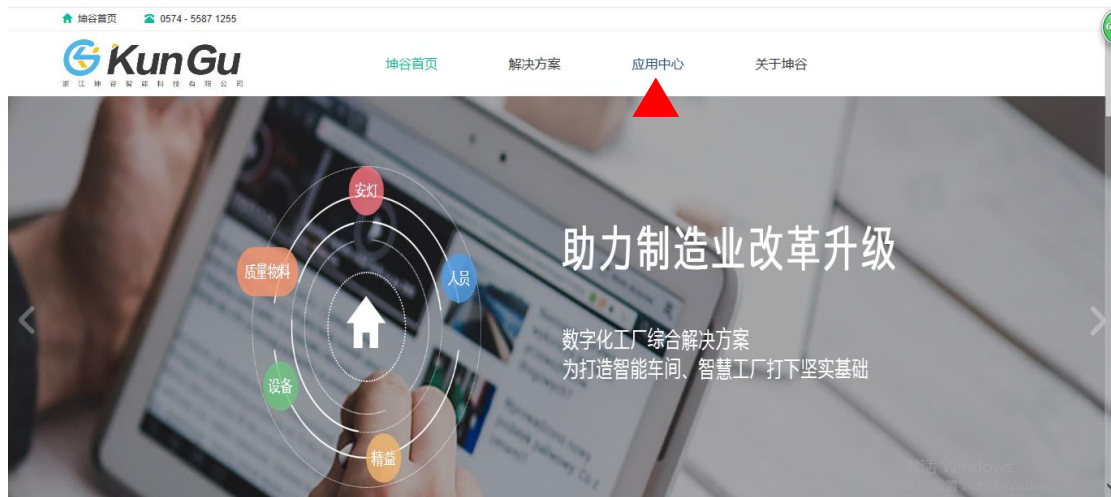 坤谷首页 0574 - 5587 1255
KunGu
浙江坤谷智能科技有限公司
坤谷首页 解决方案 应用中心 关于坤谷
安灯
质量物料
人员
设备
精益
助力制造业改革升级
数字化工厂综合解决方案
为打造智能车间、智慧工厂打下坚实基础